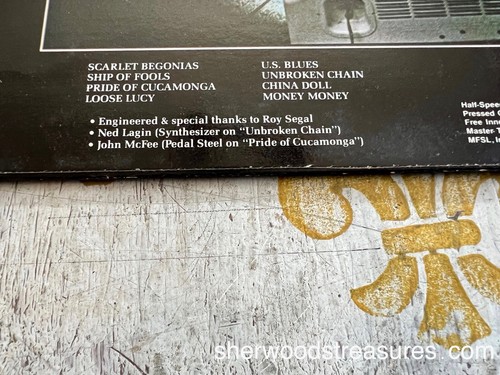 SCARLET BEGONIAS
SHIP OF FOOLS
PRIDE OF CUCAMONGA
LOOSE LUCY
U.S. BLUES
UNBROKEN CHAIN
CHINA DOLL
MONEY MONEY
• Engineered & special thanks to Roy Segal
• Ned Lagin (Synthesizer on "Unbroken Chain")
• John McFee (Pedal Steel on "Pride of Cucamonga")
Half-Spee
Pressed
Free Inn
Master T
MFSL, I
sherwoodstreasures.com